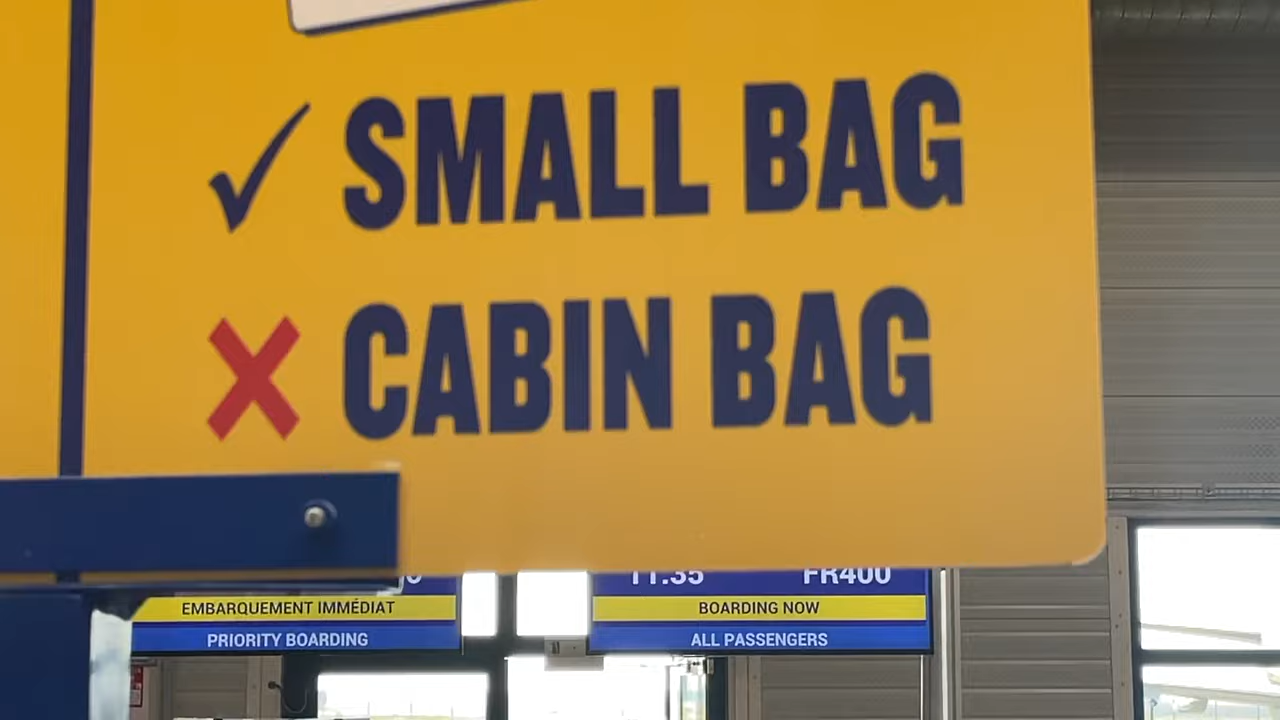 SMALL BAG
CABIN BAG
11:35 FR400
EMBARQUEMENT IMMÉDIAT
BOARDING NOW
PRIORITY BOARDING
ALL PASSENGERS